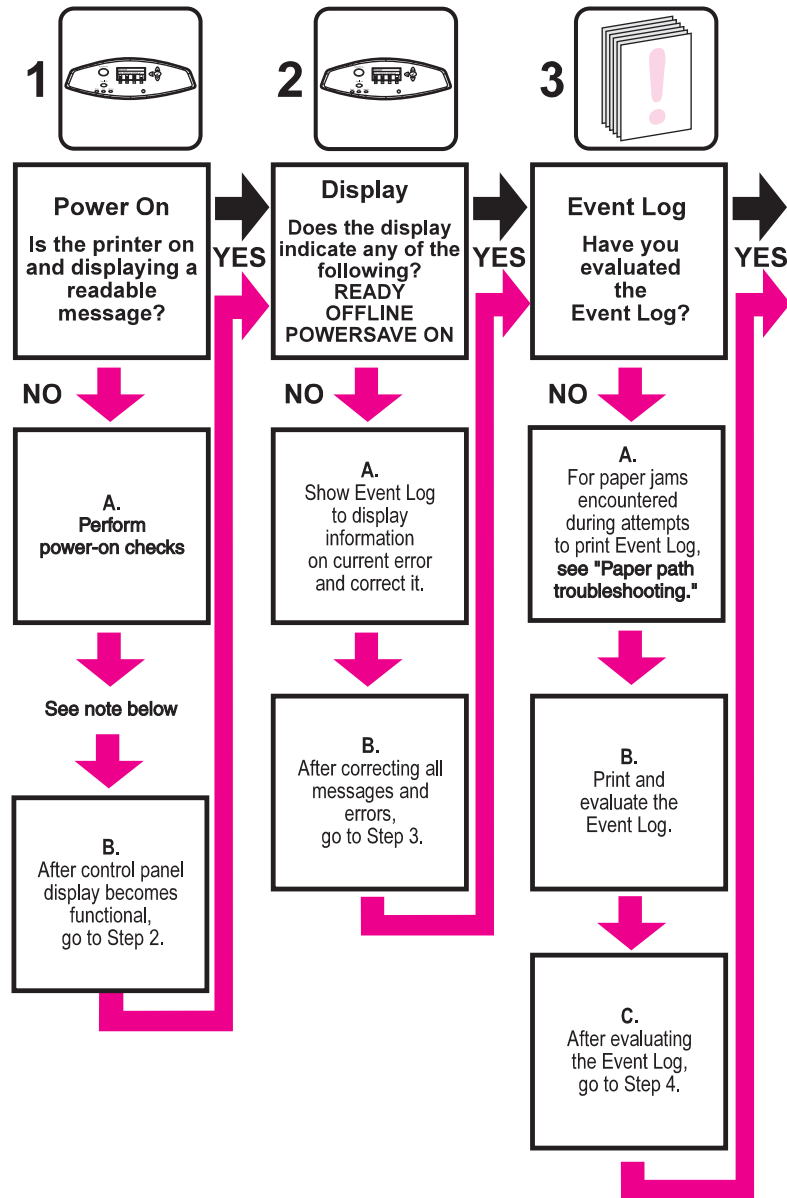 1
Power On
Is the printer on
and displaying a
readable
message?
YES
NO
A.
Perform
power-on checks
See note below
B.
After control panel
display becomes
functional,
go to Step 2.
2
Display
Does the display
indicate any of the
following?
READY
OFFLINE
POWERSAVE ON
YES
NO
A.
Show Event Log
to display
information
on current error
and correct it.
B.
After correcting all
messages and
errors,
go to Step 3.
3
Event Log
Have you
evaluated
the
Event Log?
YES
NO
A.
For paper jams
encountered
during attempts
to print Event Log,
see "Paper path
troubleshooting."
B.
Print and
evaluate the
Event Log.
C.
After evaluating
the Event Log,
go to Step 4.